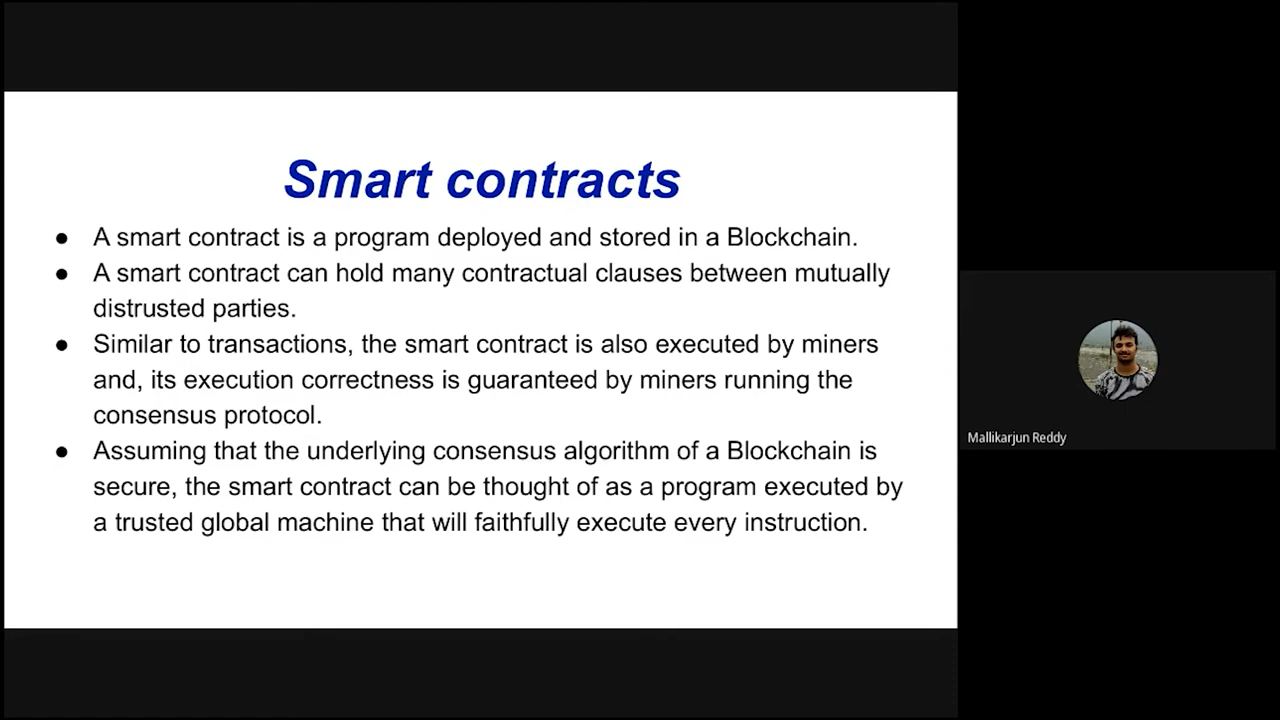 Smart contracts
● A smart contract is a program deployed and stored in a Blockchain.
● A smart contract can hold many contractual clauses between mutually
distrusted parties.
● Similar to transactions, the smart contract is also executed by miners
and, its execution correctness is guaranteed by miners running the
consensus protocol.
● Assuming that the underlying consensus algorithm of a Blockchain is
secure, the smart contract can be thought of as a program executed by
a trusted global machine that will faithfully execute every instruction.
Mallikarjun Reddy